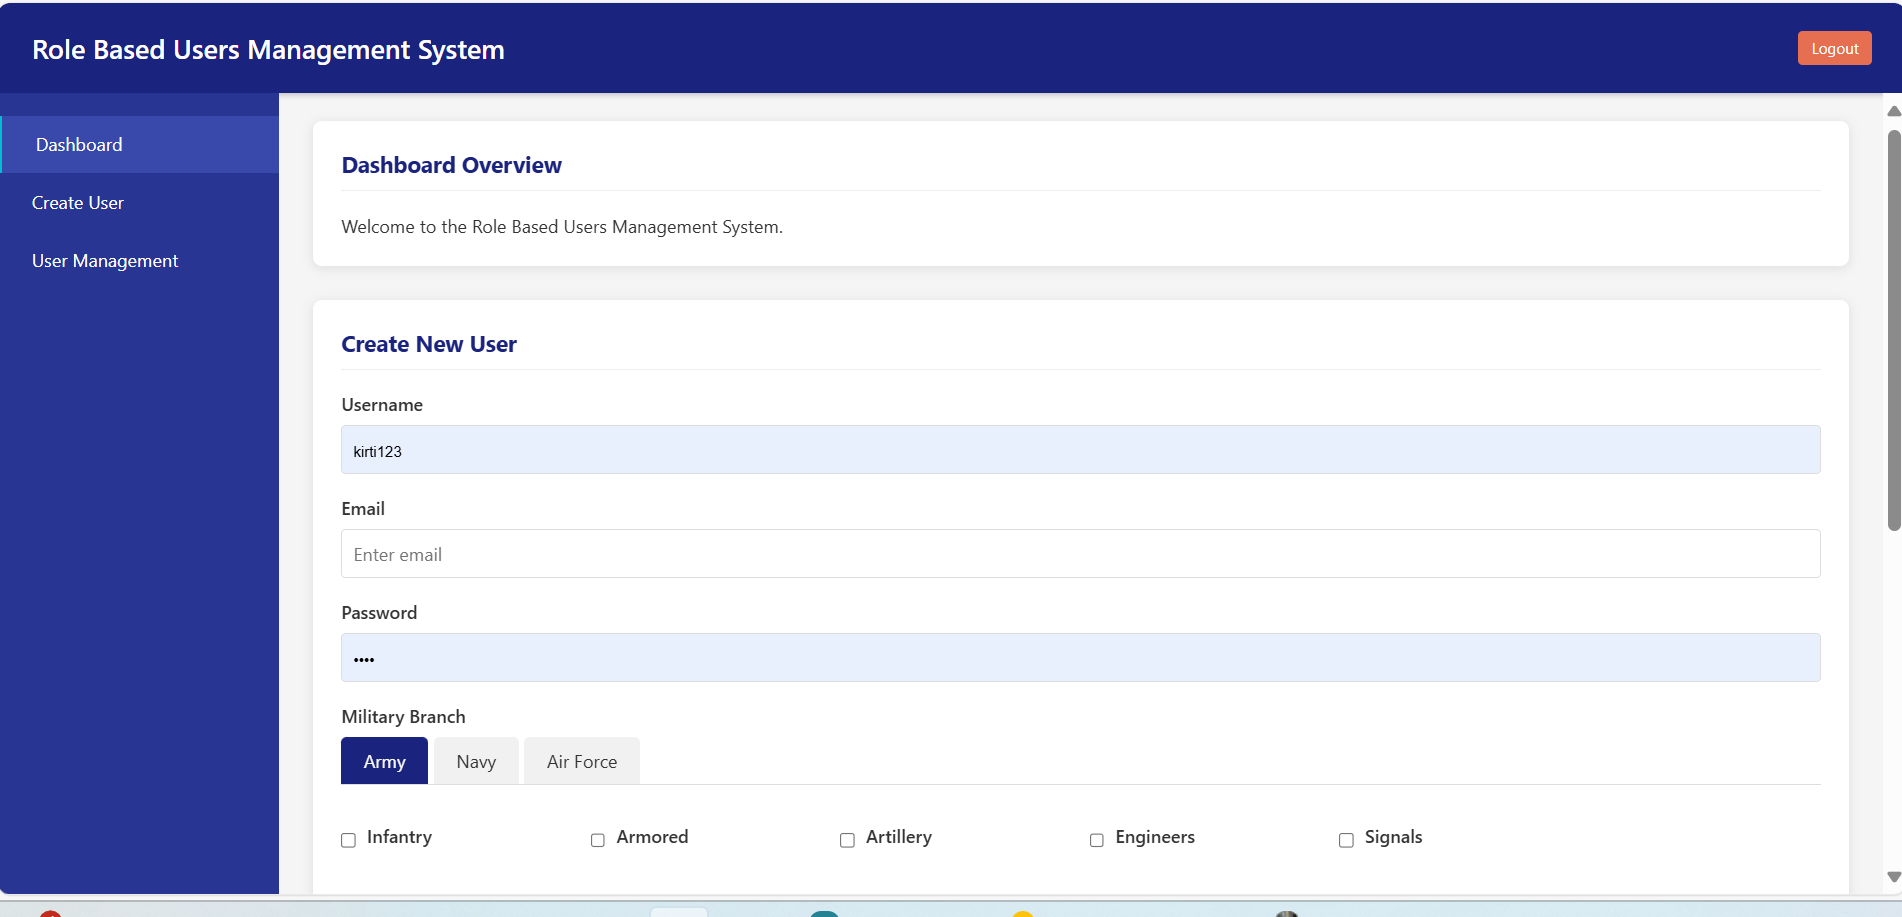 Role Based Users Management System
Logout
Dashboard
Create User
User Management
Dashboard Overview
Welcome to the Role Based Users Management System.
Create New User
Username
kirti123
Email
Enter email
Password
••••
Military Branch
Army Navy Air Force
Infantry Armored Artillery Engineers Signals